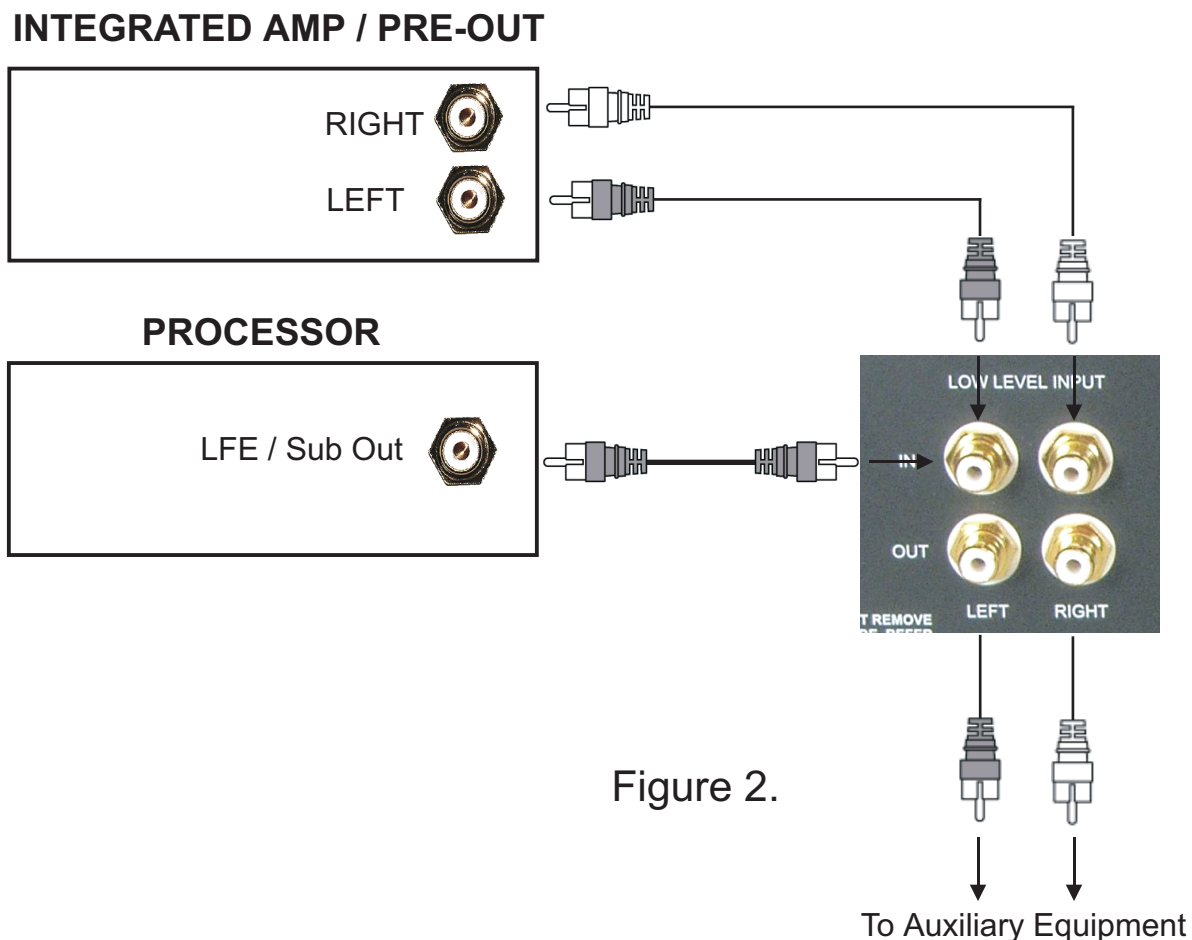 INTEGRATED AMP / PRE-OUT
RIGHT
LEFT
PROCESSOR
LFE / Sub Out
LOW LEVEL INPUT
IN
OUT
LEFT
RIGHT
T REMOVE
Figure 2.
To Auxiliary Equipment